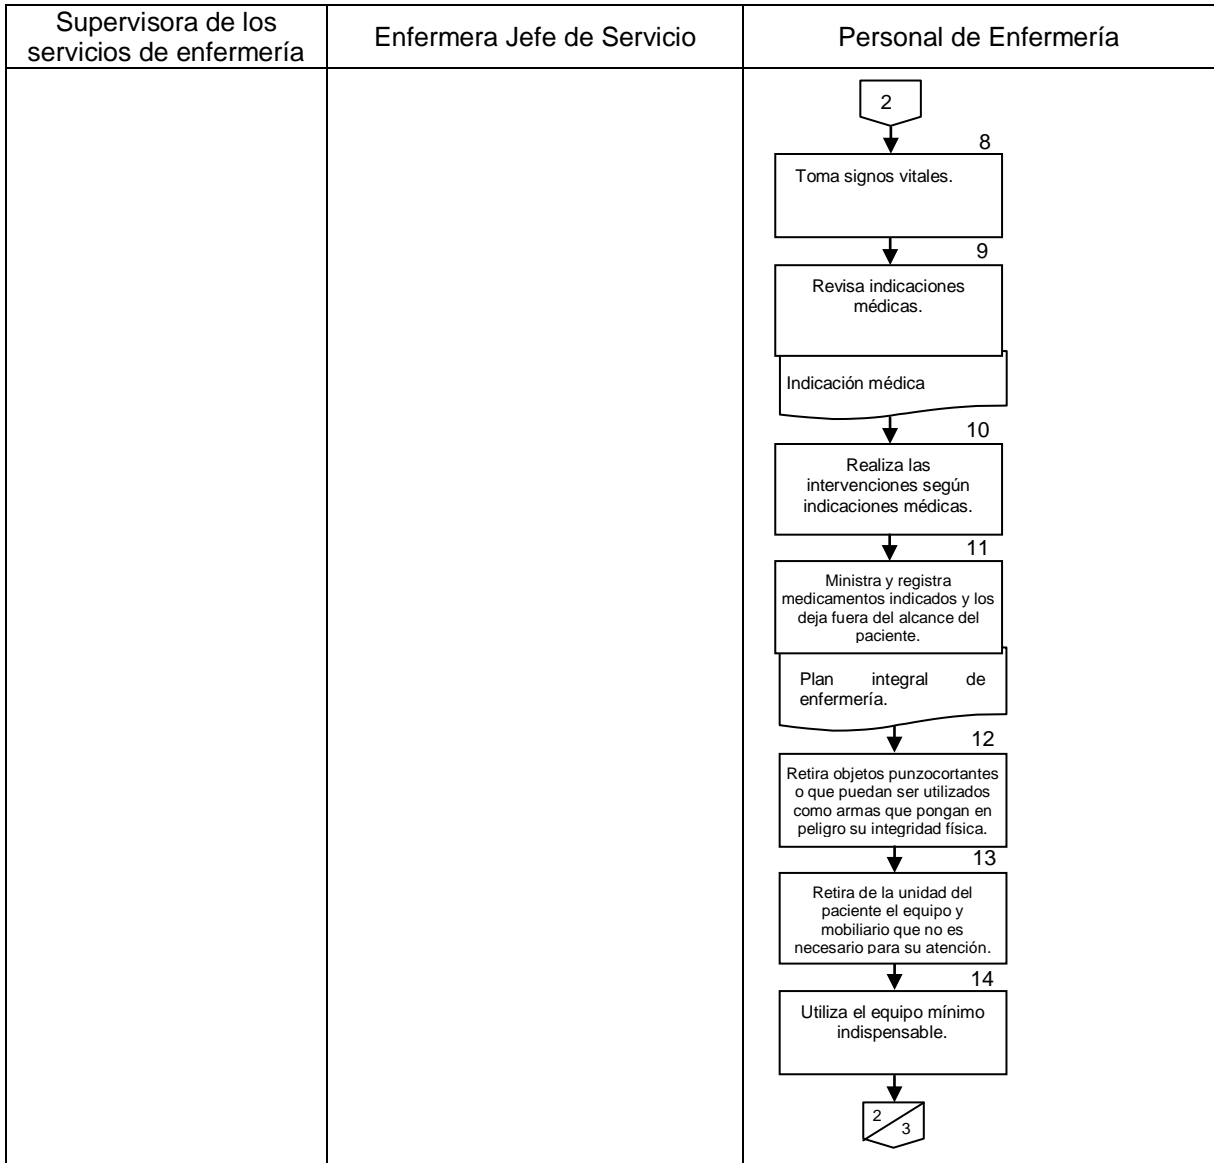 Supervisora de los
servicios de enfermería
Enfermera Jefe de Servicio
Personal de Enfermería
2
8
Toma signos vitales.
9
Revisa indicaciones
médicas.
Indicación médica
10
Realiza las
intervenciones según
indicaciones médicas.
11
Ministra y registra
medicamentos indicados y los
deja fuera del alcance del
paciente.
Plan integral de
enfermería.
12
Retira objetos punzocortantes
o que puedan ser utilizados
como armas que pongan en
peligro su integridad física.
13
Retira de la unidad del
paciente el equipo y
mobiliario que no es
necesario para su atención.
14
Utiliza el equipo mínimo
indispensable.
2
3